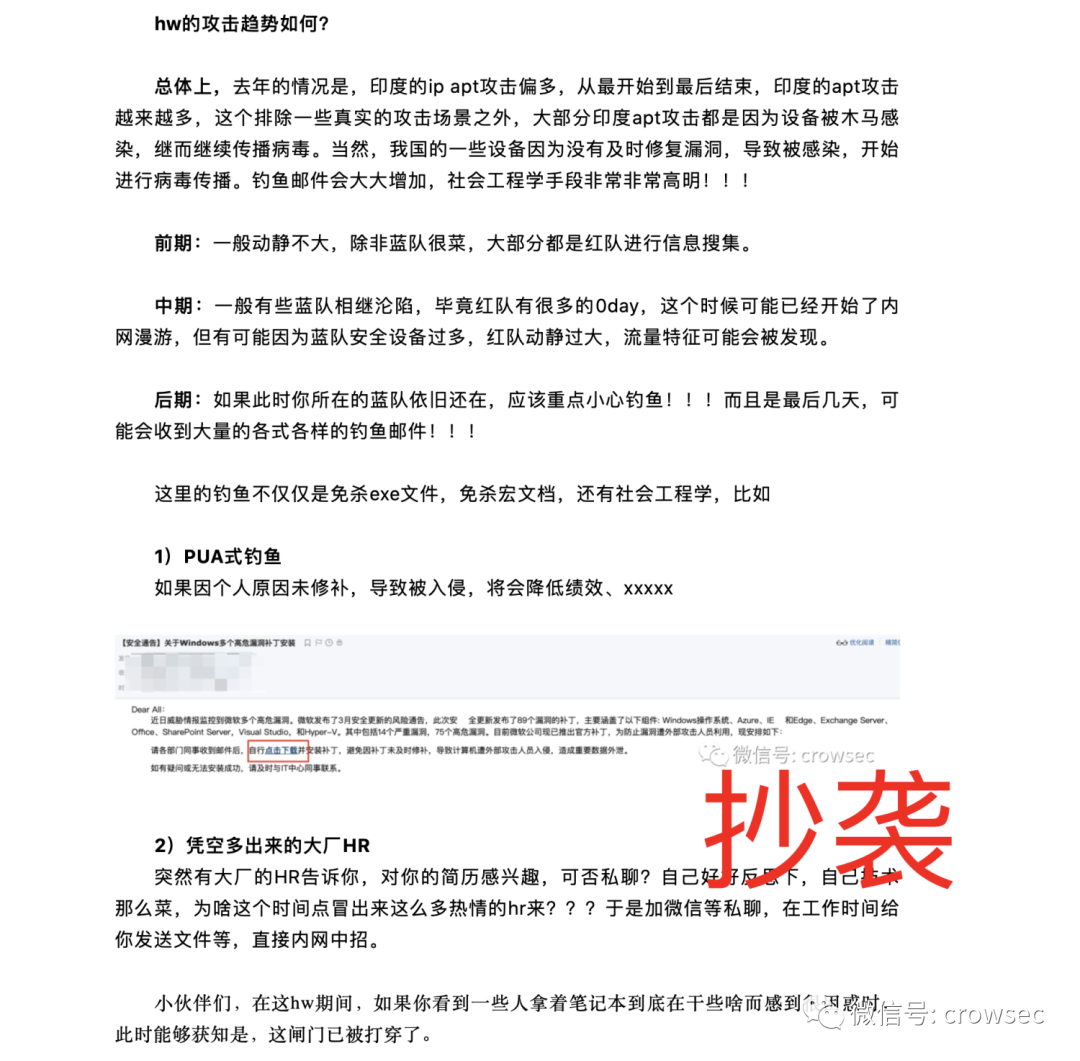 hw的攻击趋势如何?
总体上，去年的情况是，印度的ip apt攻击偏多，从最开始到最后结束，印度的apt攻击
越来越多，这个排除一些真实的攻击场景之外，大部分印度apt攻击都是因为设备被木马感
染，继而继续传播病毒。当然，我国的一些设备因为没有及时修复漏洞，导致被感染，开始
进行病毒传播。钓鱼邮件会大大增加，社会工程学手段非常非常高明！！！
前期：一般动静不大，除非蓝队很菜，大部分都是红队进行信息搜集。
中期：一般有些蓝队相继沦陷，毕竟红队有很多的0day，这个时候可能已经开始了内
网漫游，但有可能因为蓝队安全设备过多，红队动静过大，流量特征可能会被发现。
后期：如果此时你所在的蓝队依旧还在，应该重点小心钓鱼！！！而且是最后几天，可
能会收到大量的各式各样的钓鱼邮件！！！
这里的钓鱼不仅仅是免杀exe文件，免杀宏文档，还有社会工程学，比如
1）PUA式钓鱼
如果因个人原因未修补，导致被入侵，将会降低绩效、xxxxx
【安全通告】关于Windows多个高危漏洞补丁安装
优化阅读
Dear All:
近日威胁情报监控到微软多个高危漏洞。微软发布了3月安全更新的风险通告，此次安 全更新发布了89个漏洞的补丁，主要涵盖了以下组件: Windows操作系统、Azure、IE 和Edge、Exchange Server、
Office、SharePoint Server、Visual Studio、和Hyper-V。其中包括14个严重漏洞，75个高危漏洞。目前微软公司现已推出官方补丁，为防止漏洞遭外部攻击人员利用，现安排如下：
请各部门同事收到邮件后，自行点击下载并安装补丁，避免因补丁未及时修补，导致计算机遭外部攻击人员入侵，造成重要数据外泄。
如有疑问或无法安装成功，请及时与IT中心同事联系。
微信号: crowsec
抄袭
2）凭空多出来的大厂HR
突然有大厂的HR告诉你，对你的简历感兴趣，可否私聊？自己好好反思下，自己技术
那么菜，为啥这个时间点冒出来这么多热情的hr来？？？于是加微信等私聊，在工作时间给
你发送文件等，直接内网中招。
小伙伴们，在这hw期间，如果你看到一些人拿着笔记本到底在干些啥而感到 困惑时，
此时能够获知是，这闸门已被打穿了。
微信号: crowsec